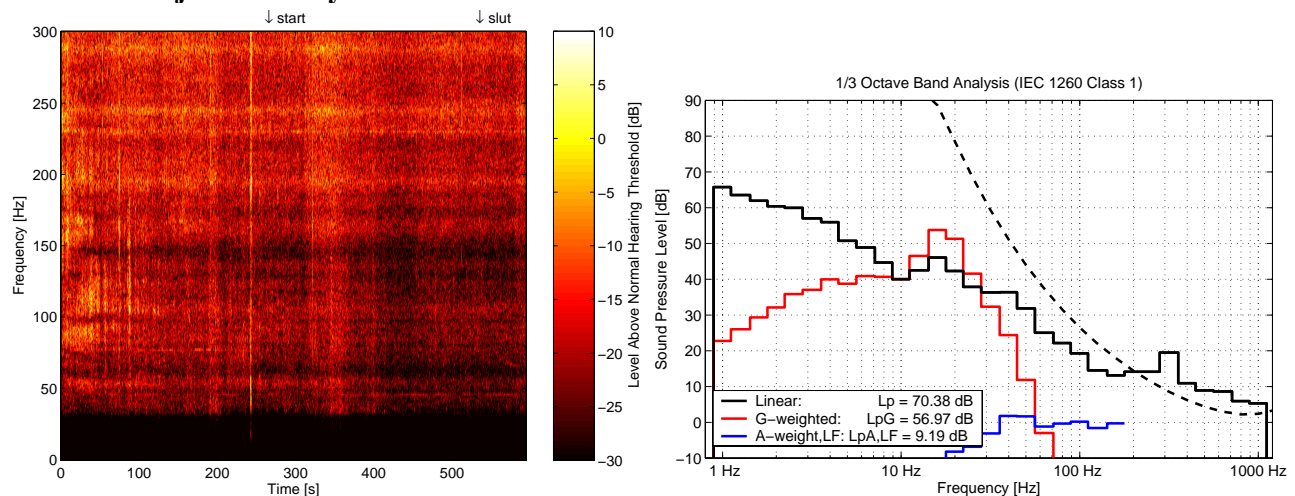 ↓ start
↓ slut
300
250
200
150
100
50
0
Frequency [Hz]
0
100
200
300
400
500
Time [s]
10
5
0
−5
−10
−15
−20
−25
−30
Level Above Normal Hearing Threshold [dB]
1/3 Octave Band Analysis (IEC 1260 Class 1)
90
80
70
60
50
40
30
20
10
0
−10
Sound Pressure Level [dB]
Linear: Lp = 70.38 dB
G−weighted: LpG = 56.97 dB
A−weight,LF: LpA,LF = 9.19 dB
1 Hz
10 Hz
100 Hz
1000 Hz
Frequency [Hz]